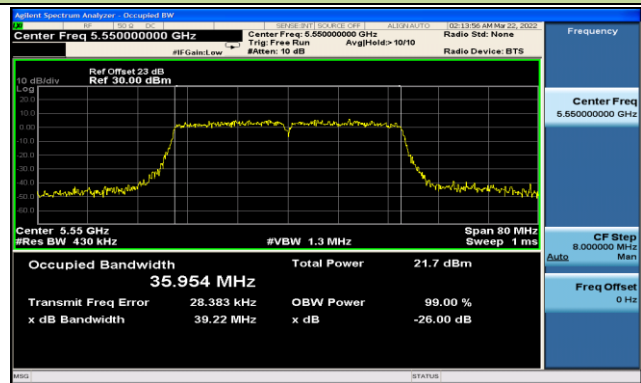 Agilent Spectrum Analyzer - Occupied BW
RF 50 Ω DC SENSE:INT SOURCE OFF ALIGN AUTO 02:13:56 AM Mar 22, 2022
Center Freq 5.550000000 GHz Center Freq: 5.550000000 GHz Radio Std: None Frequency
Trig: Free Run Avg|Hold:>10/10
#IFGain:Low #Atten: 10 dB Radio Device: BTS
Ref Offset 23 dB
10 dB/div Ref 30.00 dBm
Log
20.0
10.0
0.00
-10.0
-20.0
-30.0
-40.0
-50.0
-60.0
Center Freq
5.550000000 GHz
Center 5.55 GHz Span 80 MHz
#Res BW 430 kHz #VBW 1.3 MHz Sweep 1 ms
CF Step
8.000000 MHz
Auto Man
Occupied Bandwidth Total Power 21.7 dBm
35.954 MHz
Freq Offset
0 Hz
Transmit Freq Error 28.383 kHz OBW Power 99.00 %
x dB Bandwidth 39.22 MHz x dB -26.00 dB
MSG STATUS